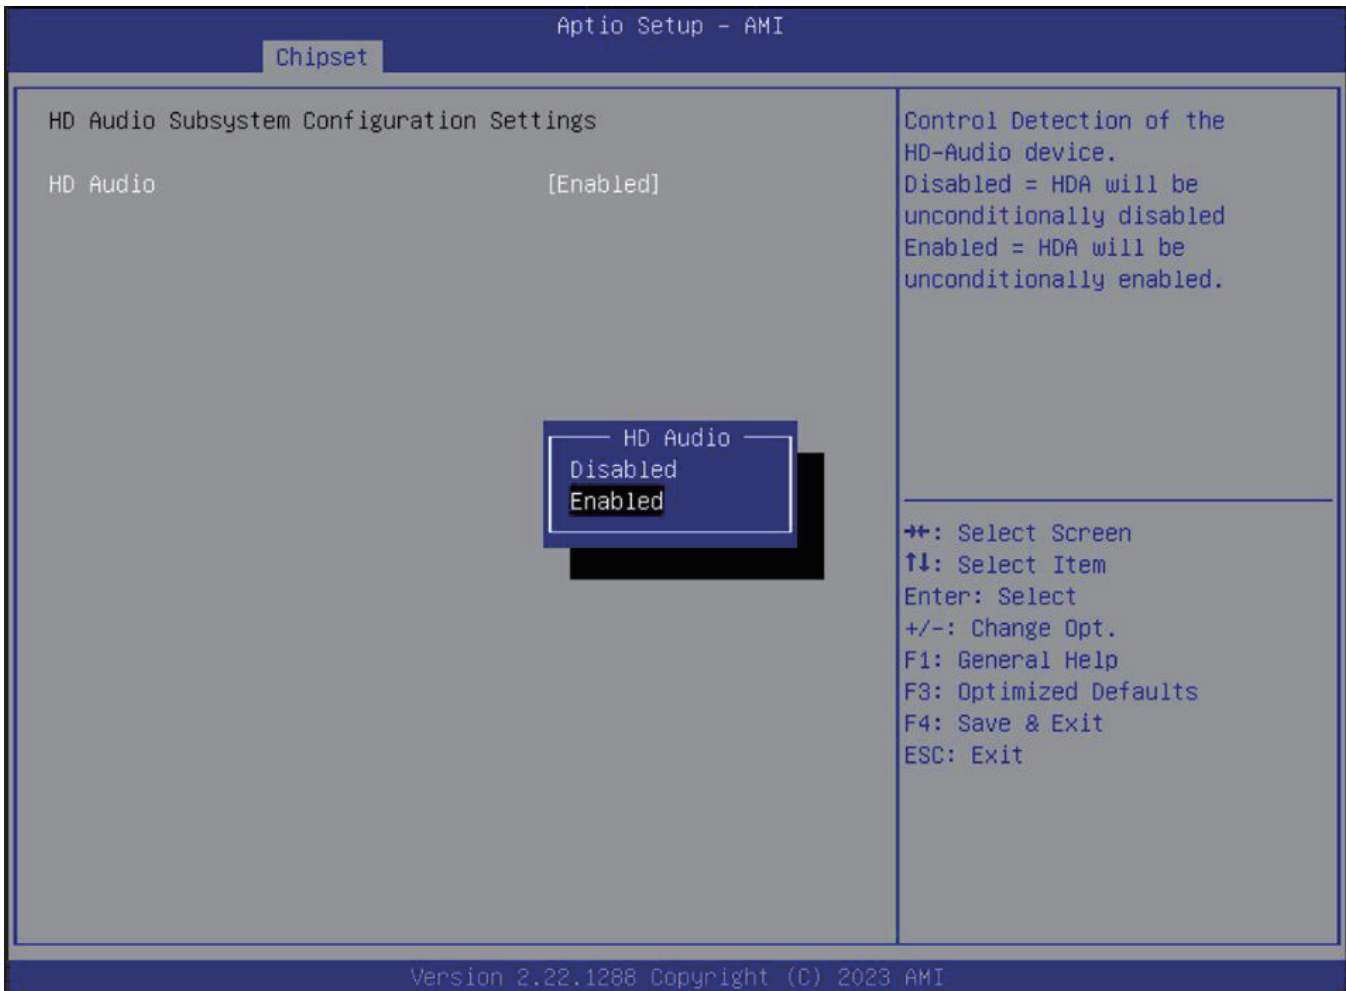 Aptio Setup – AMI
Chipset
HD Audio Subsystem Configuration Settings
HD Audio [Enabled]
Control Detection of the
HD-Audio device.
Disabled = HDA will be
unconditionally disabled
Enabled = HDA will be
unconditionally enabled.
HD Audio
Disabled
Enabled
→←: Select Screen
↑↓: Select Item
Enter: Select
+/-: Change Opt.
F1: General Help
F3: Optimized Defaults
F4: Save & Exit
ESC: Exit
Version 2.22.1288 Copyright (C) 2023 AMI